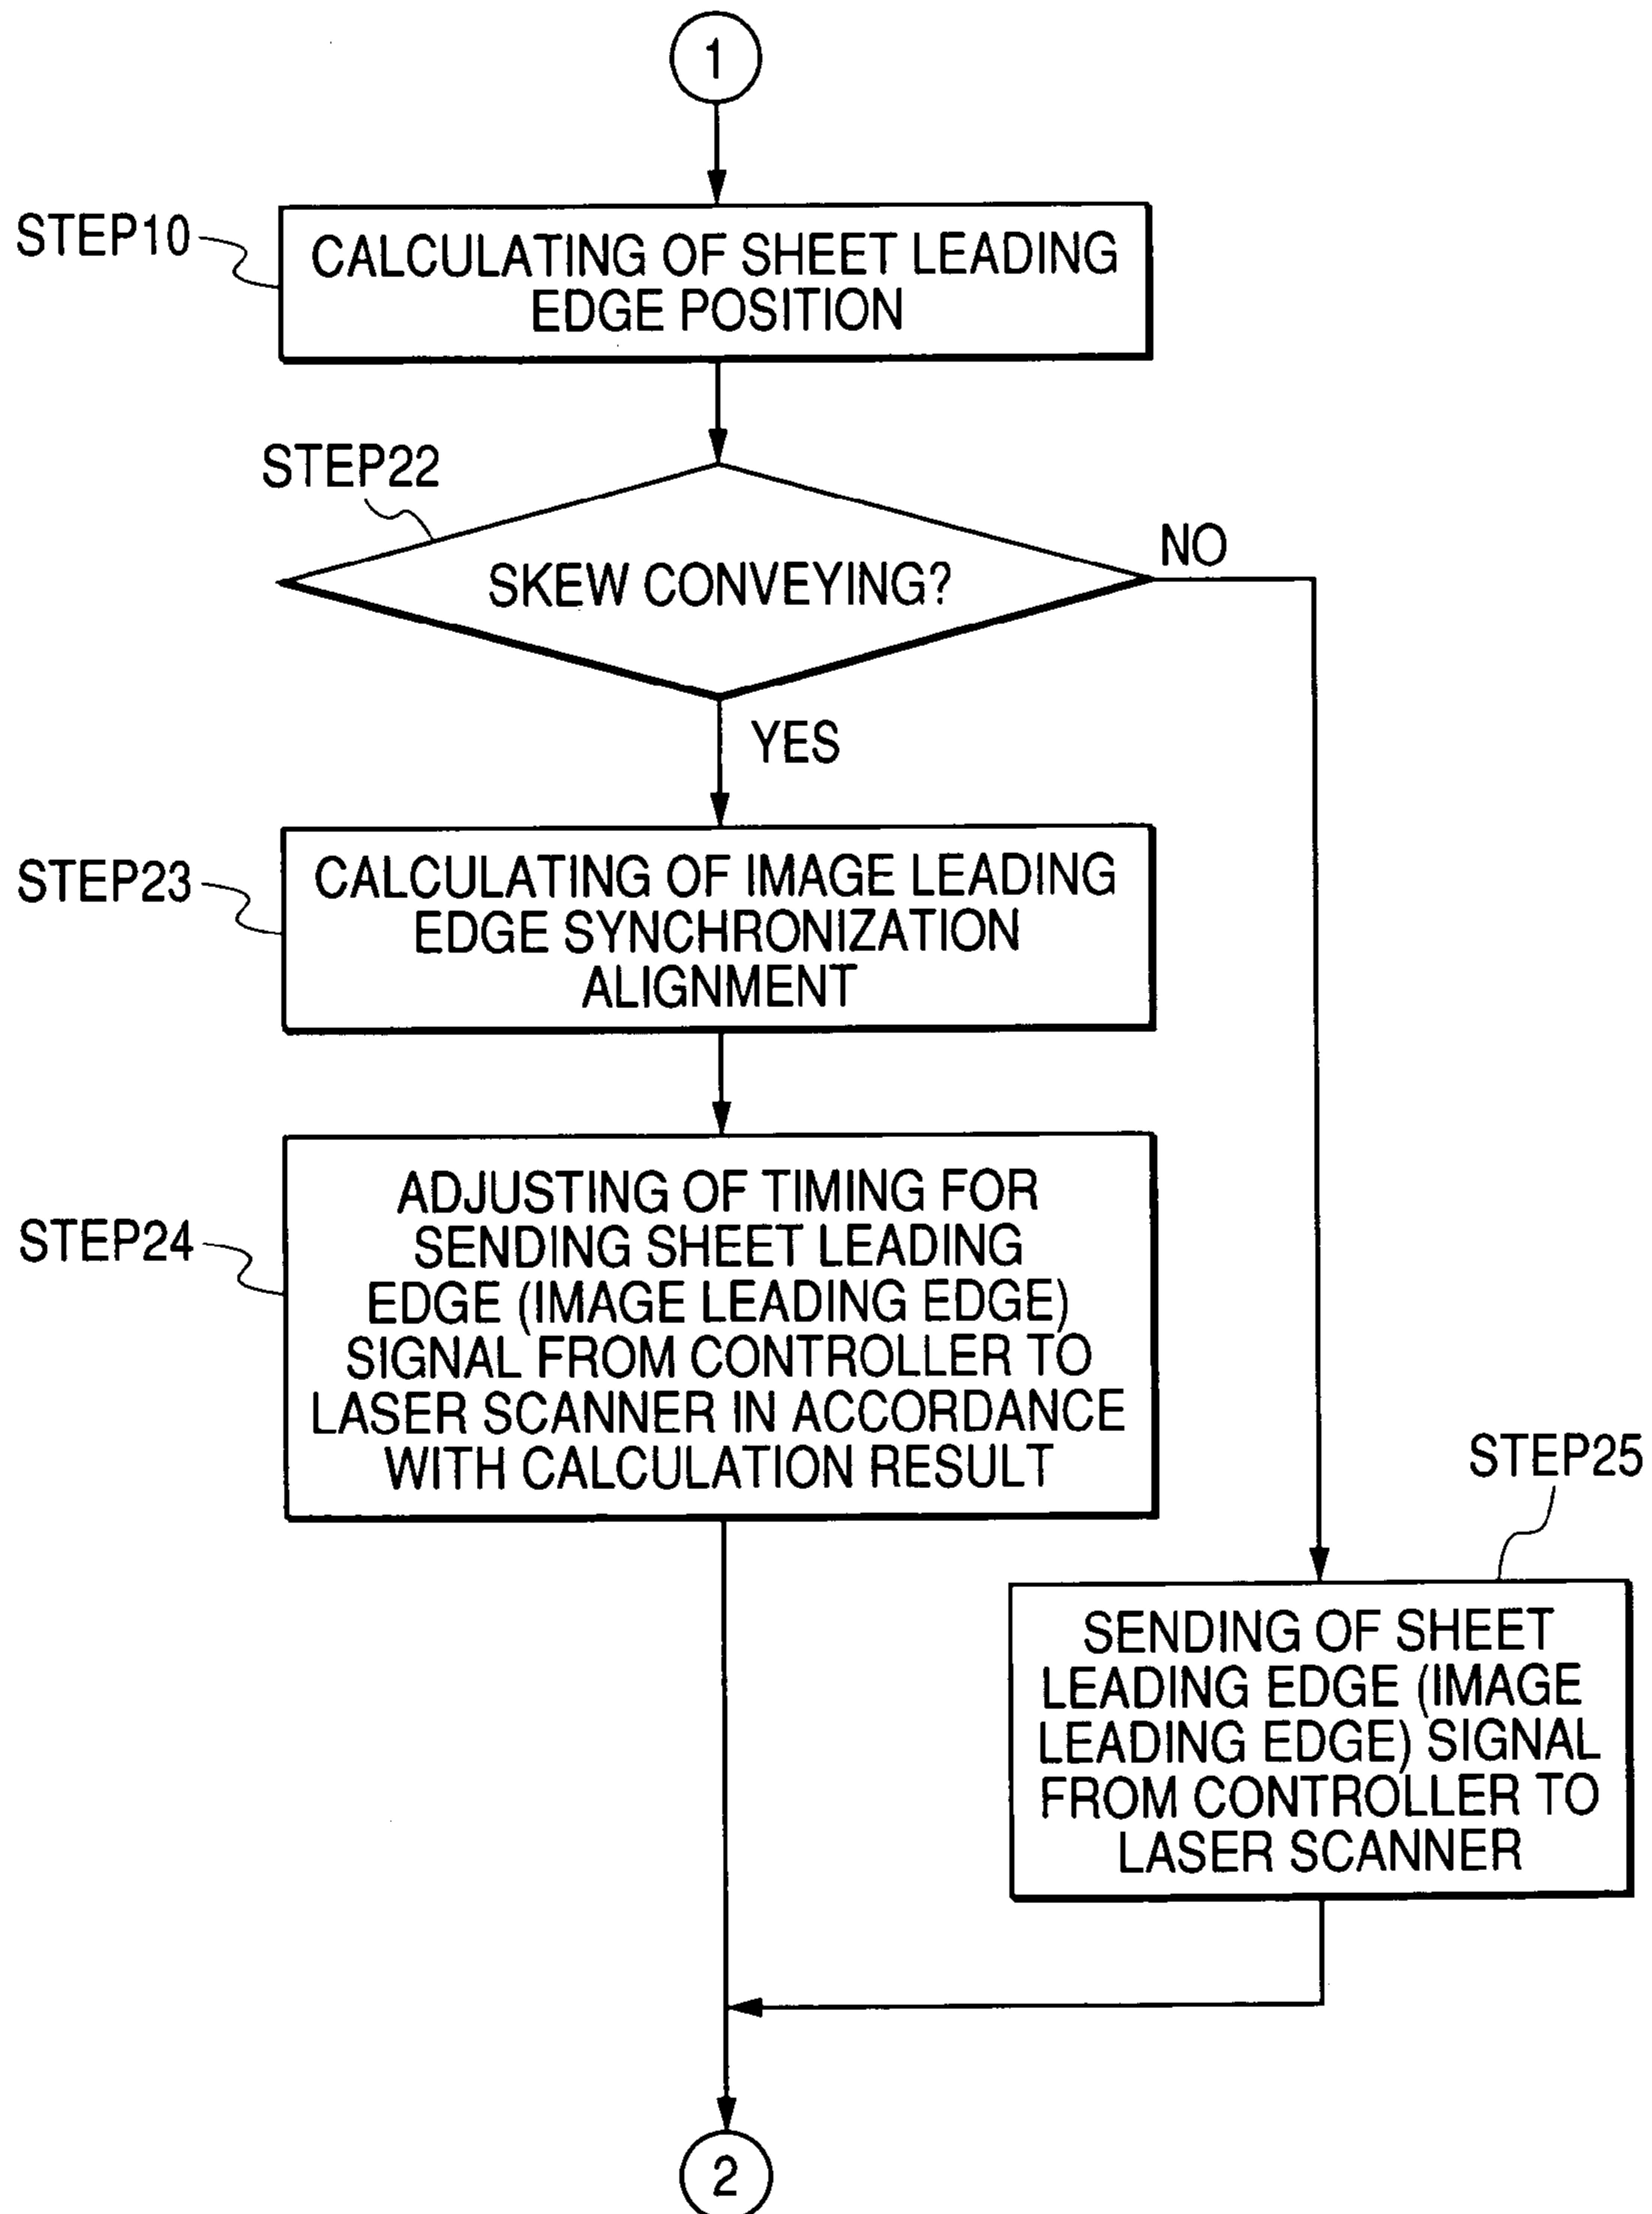 1
STEP10
CALCULATING OF SHEET LEADING
EDGE POSITION
STEP22
SKEW CONVEYING?
NO
YES
STEP23
CALCULATING OF IMAGE LEADING
EDGE SYNCHRONIZATION
ALIGNMENT
STEP24
ADJUSTING OF TIMING FOR
SENDING SHEET LEADING
EDGE (IMAGE LEADING EDGE)
SIGNAL FROM CONTROLLER TO
LASER SCANNER IN ACCORDANCE
WITH CALCULATION RESULT
STEP25
SENDING OF SHEET
LEADING EDGE (IMAGE
LEADING EDGE) SIGNAL
FROM CONTROLLER TO
LASER SCANNER
2